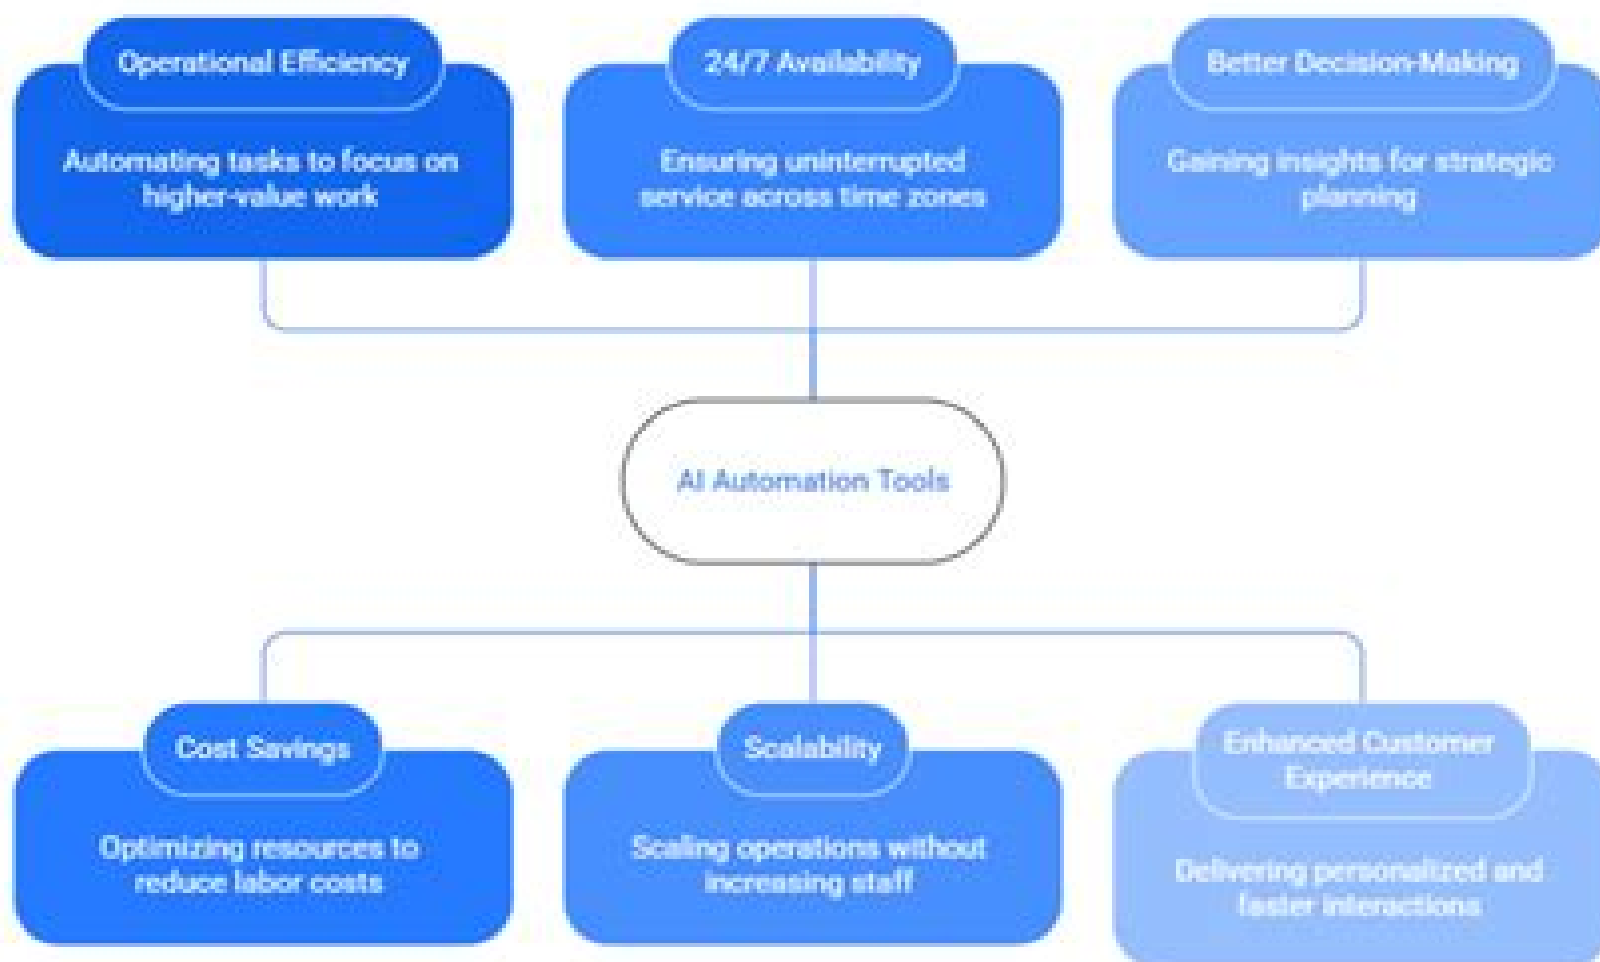 Operational Efficiency
Automating tasks to focus on
higher-value work
24/7 Availability
Ensuring uninterrupted
service across time zones
Better Decision-Making
Gaining insights for strategic
planning
AI Automation Tools
Cost Savings
Optimizing resources to
reduce labor costs
Scalability
Scaling operations without
increasing staff
Enhanced Customer
Experience
Delivering personalized and
faster interactions